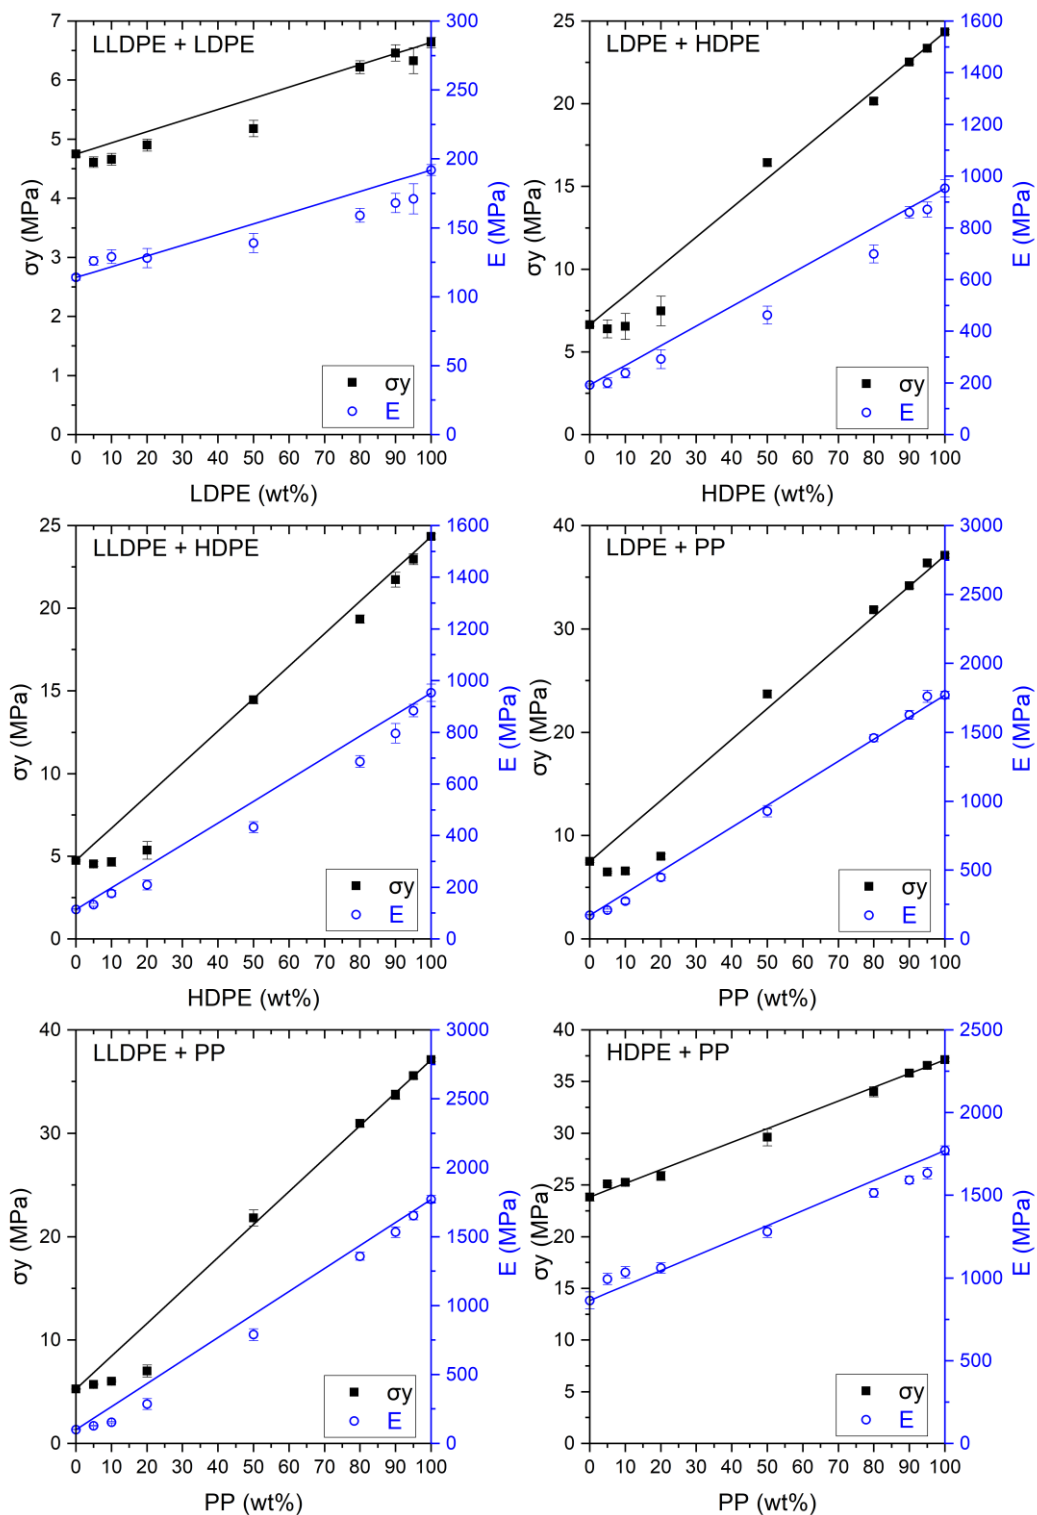 LLDPE + LDPE
7
6
5
4
3
2
1
0
σy (MPa)
300
250
200
150
100
50
0
E (MPa)
σy
E
0 10 20 30 40 50 60 70 80 90 100
LDPE (wt%)
LDPE + HDPE
25
20
15
10
5
0
σy (MPa)
1600
1400
1200
1000
800
600
400
200
0
E (MPa)
σy
E
0 10 20 30 40 50 60 70 80 90 100
HDPE (wt%)
LLDPE + HDPE
25
20
15
10
5
0
σy (MPa)
1600
1400
1200
1000
800
600
400
200
0
E (MPa)
σy
E
0 10 20 30 40 50 60 70 80 90 100
HDPE (wt%)
LDPE + PP
40
30
20
10
0
σy (MPa)
3000
2500
2000
1500
1000
500
0
E (MPa)
σy
E
0 10 20 30 40 50 60 70 80 90 100
PP (wt%)
LLDPE + PP
40
30
20
10
0
σy (MPa)
3000
2500
2000
1500
1000
500
0
E (MPa)
σy
E
0 10 20 30 40 50 60 70 80 90 100
PP (wt%)
HDPE + PP
40
35
30
25
20
15
10
5
0
σy (MPa)
2500
2000
1500
1000
500
0
E (MPa)
σy
E
0 10 20 30 40 50 60 70 80 90 100
PP (wt%)